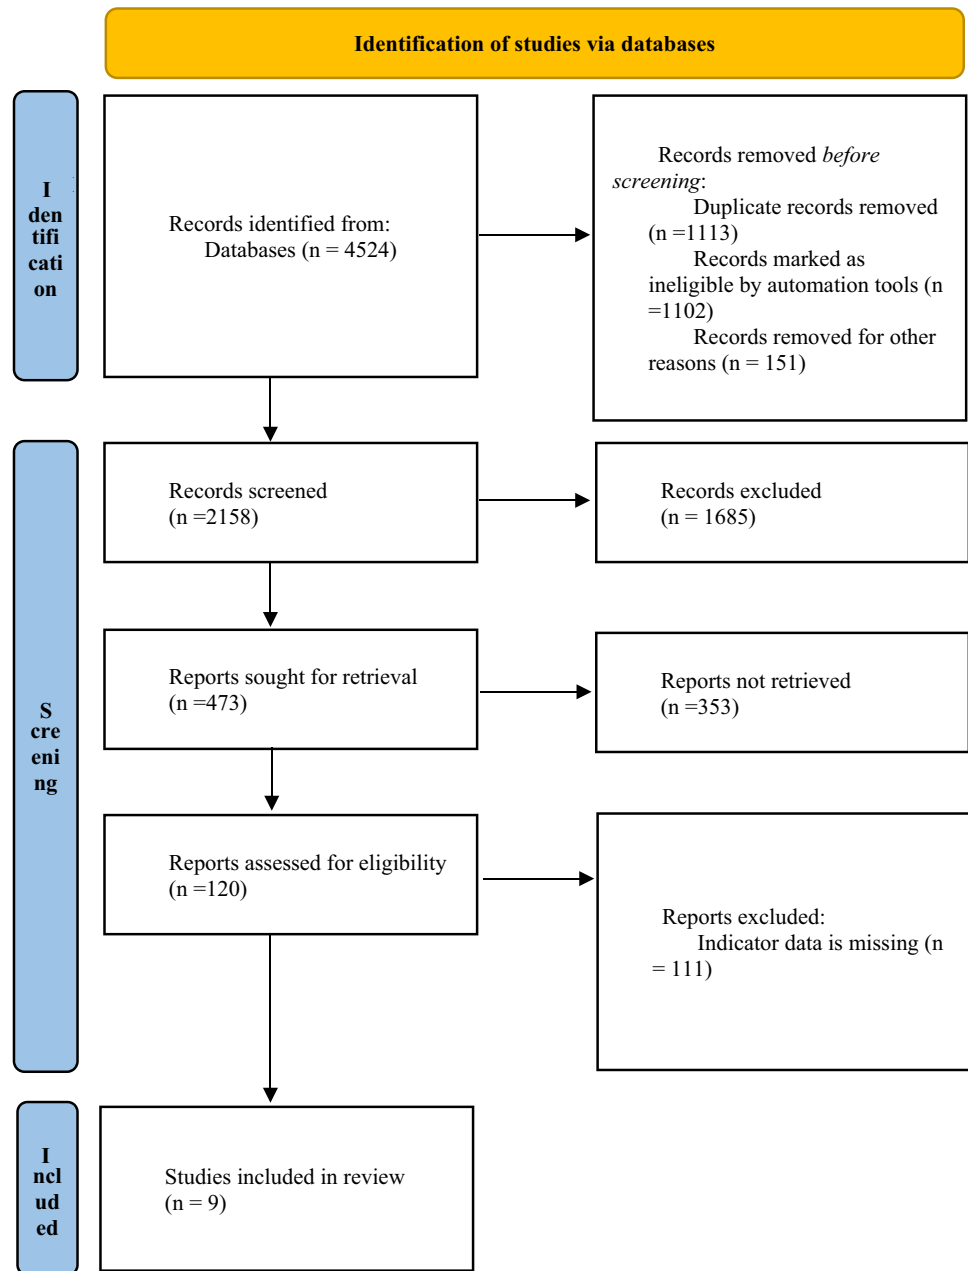 Identification of studies via databases
I
den
tifi
cati
on
Records identified from:
Databases (n = 4524)
Records removed before
screening:
Duplicate records removed
(n =1113)
Records marked as
ineligible by automation tools (n
=1102)
Records removed for other
reasons (n = 151)
S
cre
eni
ng
Records screened
(n =2158)
Records excluded
(n = 1685)
Reports sought for retrieval
(n =473)
Reports not retrieved
(n =353)
Reports assessed for eligibility
(n =120)
Reports excluded:
Indicator data is missing (n
= 111)
I
ncl
ud
ed
Studies included in review
(n = 9)